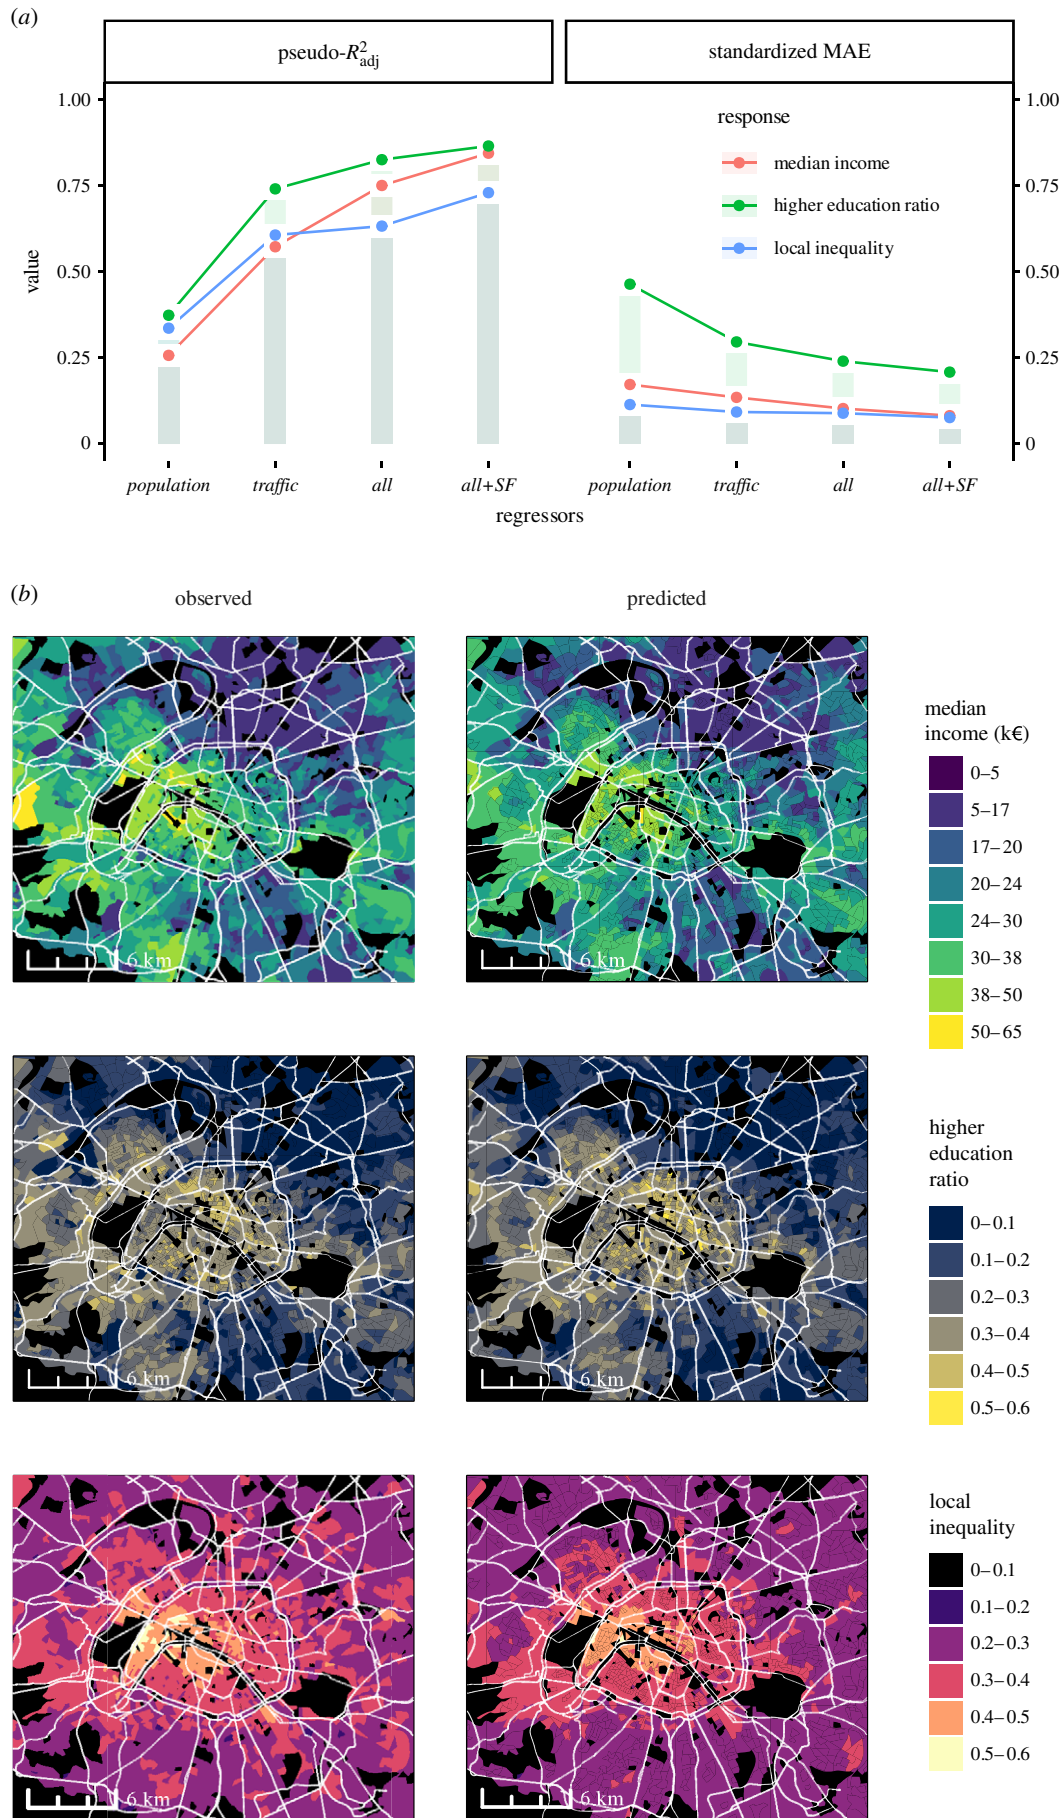 (a)
pseudo-R²adj
standardized MAE
1.00
0.75
0.50
0.25
0
value
1.00
0.75
0.50
0.25
0
response
median income
higher education ratio
local inequality
population traffic all all+SF
population traffic all all+SF
regressors
(b)
observed
predicted
6 km
6 km
median
income (k€)
0–5
5–17
17–20
20–24
24–30
30–38
38–50
50–65
6 km
6 km
higher
education
ratio
0–0.1
0.1–0.2
0.2–0.3
0.3–0.4
0.4–0.5
0.5–0.6
6 km
6 km
local
inequality
0–0.1
0.1–0.2
0.2–0.3
0.3–0.4
0.4–0.5
0.5–0.6